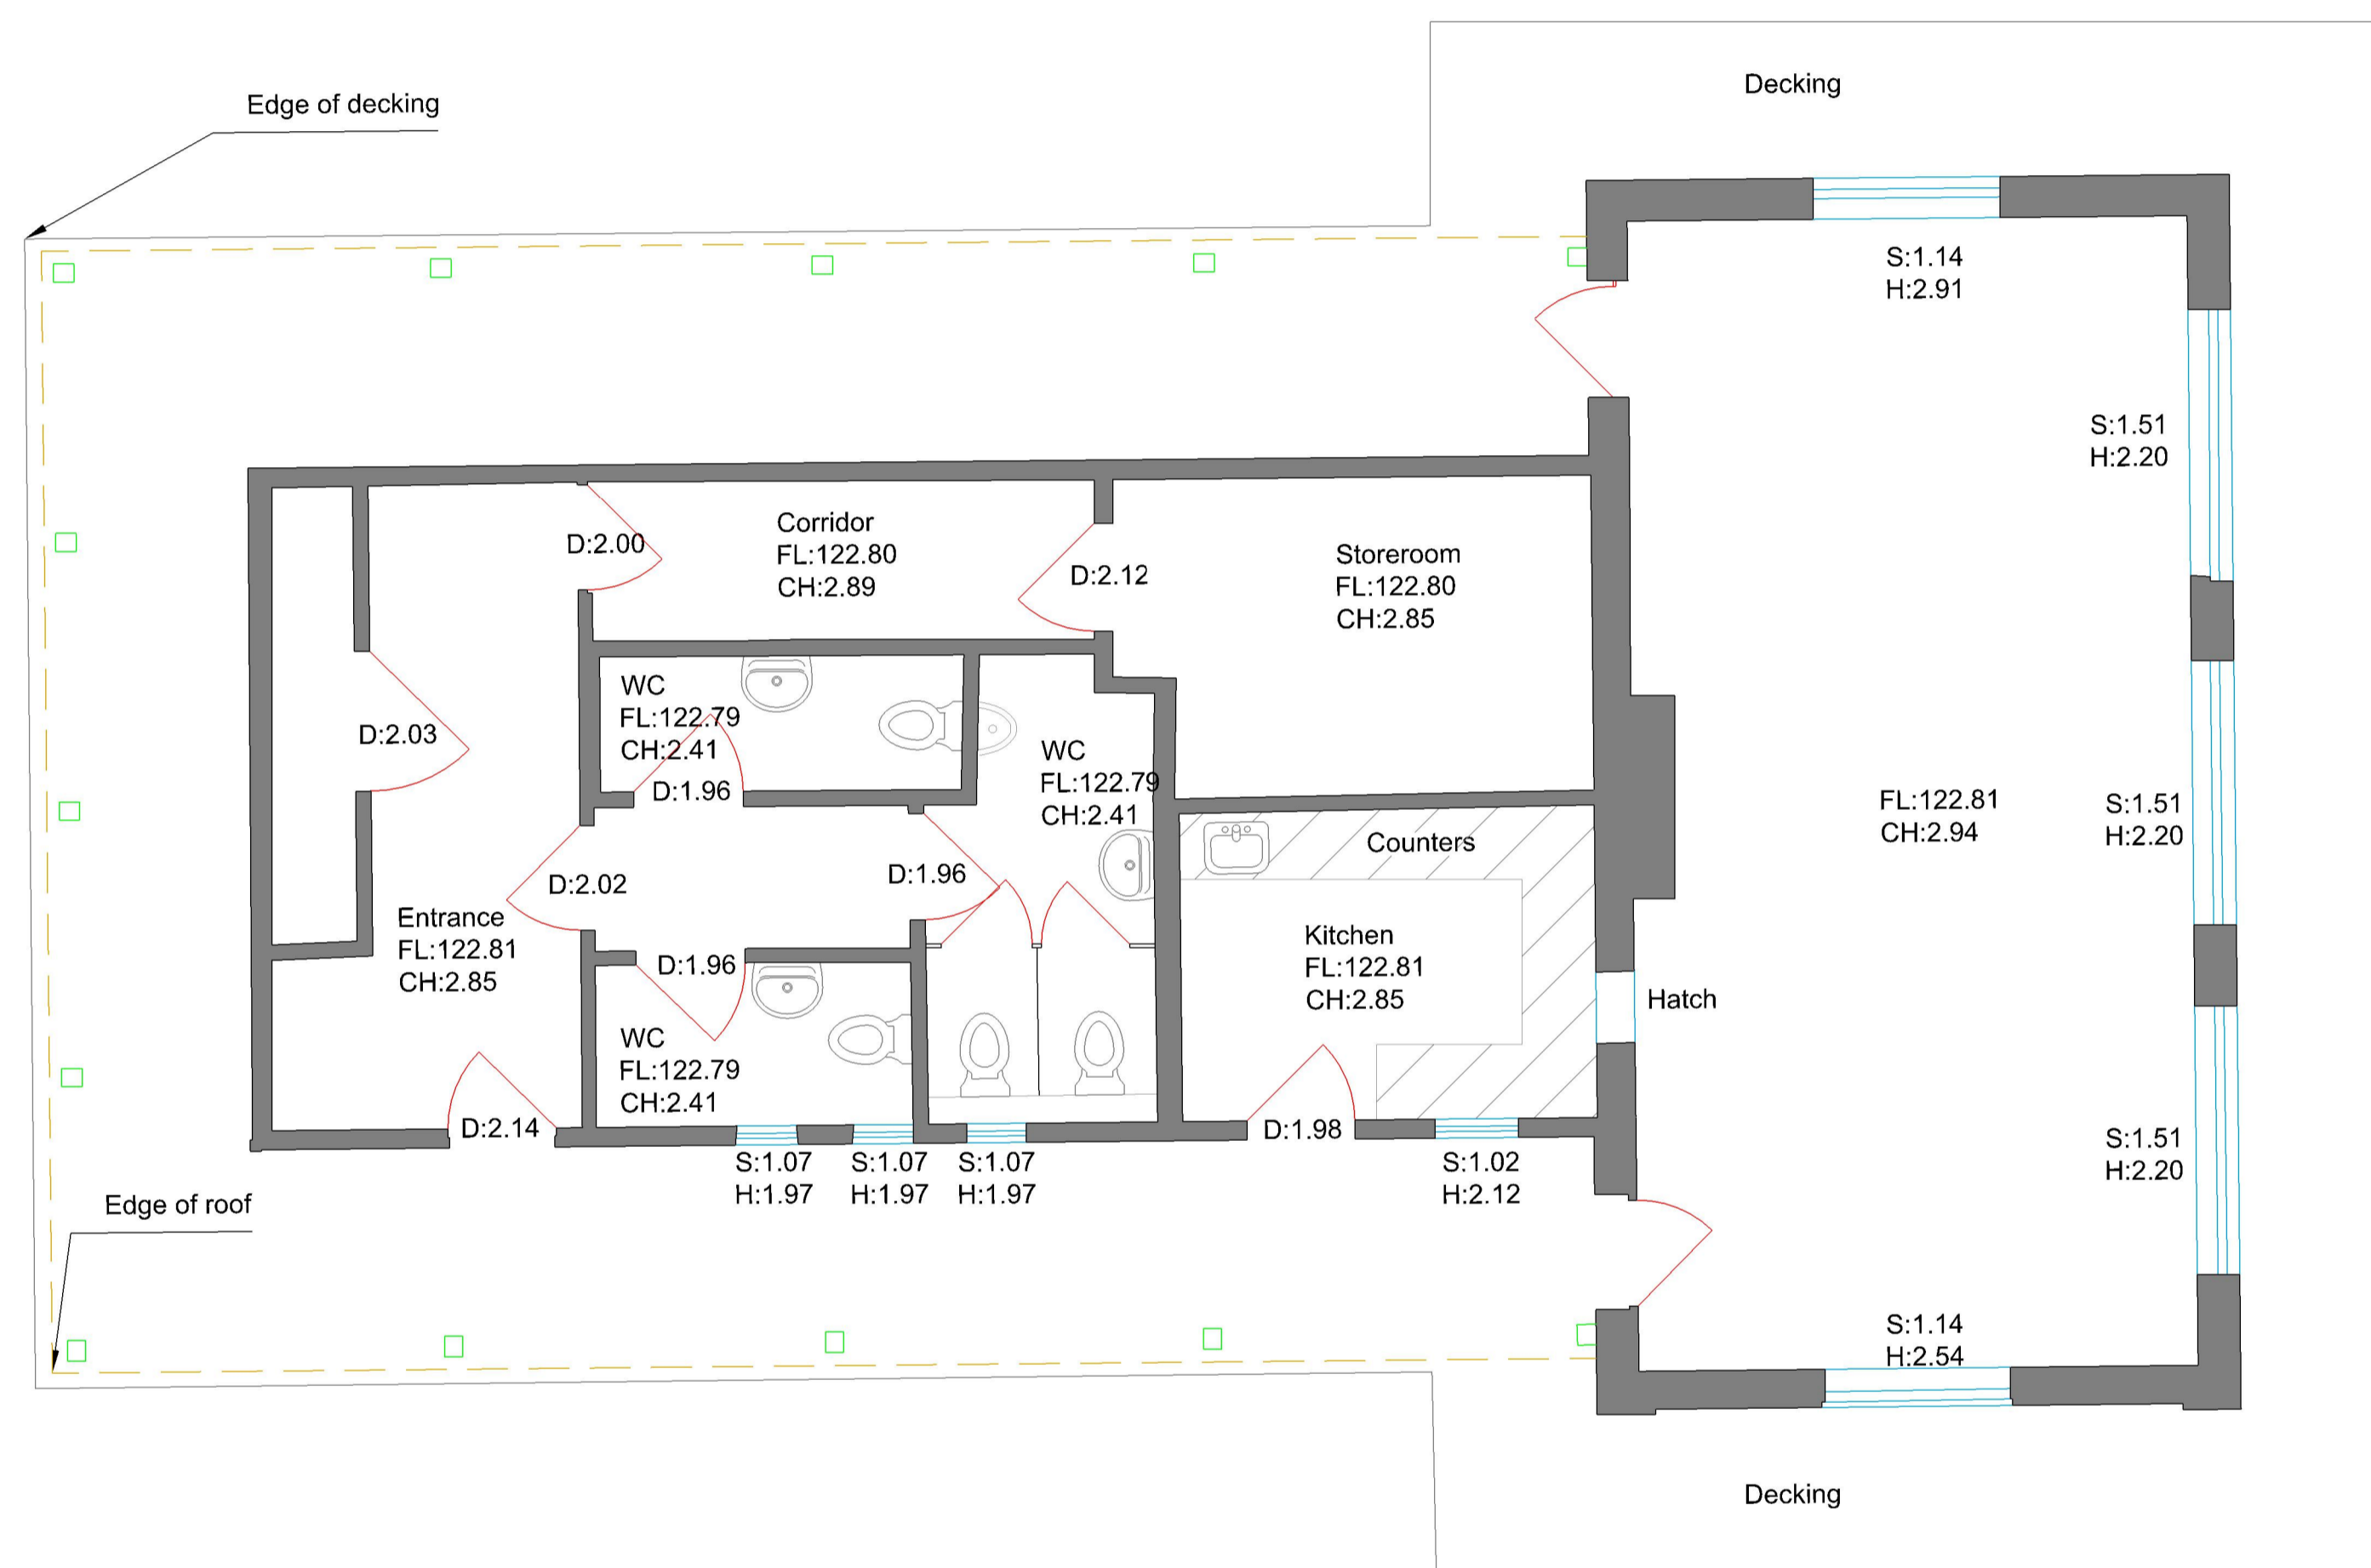 Decking
Edge of decking
S:1.14
H:2.91
S:1.51
H:2.20
Corridor
FL:122.80
CH:2.89
D:2.00
D:2.12
Storeroom
FL:122.80
CH:2.85
WC
FL:122.79
CH:2.41
D:2.03
D:1.96
WC
FL:122.79
CH:2.41
FL:122.81
CH:2.94
S:1.51
H:2.20
Counters
D:2.02
D:1.96
Entrance
FL:122.81
CH:2.85
D:1.96
Kitchen
FL:122.81
CH:2.85
Hatch
WC
FL:122.79
CH:2.41
D:2.14
D:1.98
S:1.07
H:1.97
S:1.07
H:1.97
S:1.07
H:1.97
S:1.02
H:2.12
S:1.51
H:2.20
Edge of roof
S:1.14
H:2.54
Decking